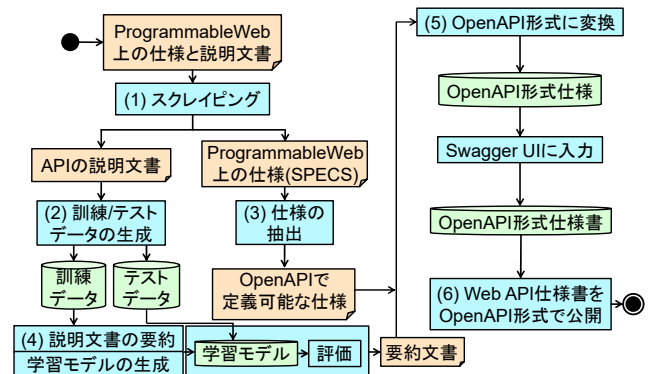 ProgrammableWeb
上の仕様と説明文書
(1) スクレイピング
APIの説明文書
ProgrammableWeb
上の仕様(SPECS)
(2) 訓練/テスト
データの生成
(3) 仕様の
抽出
訓練
データ
テスト
データ
OpenAPIで
定義可能な仕様
(4) 説明文書の要約
学習モデルの生成
学習モデル
評価
要約文書
(5) OpenAPI形式に変換
OpenAPI形式仕様
Swagger UIに入力
OpenAPI形式仕様書
(6) Web API仕様書を
OpenAPI形式で公開